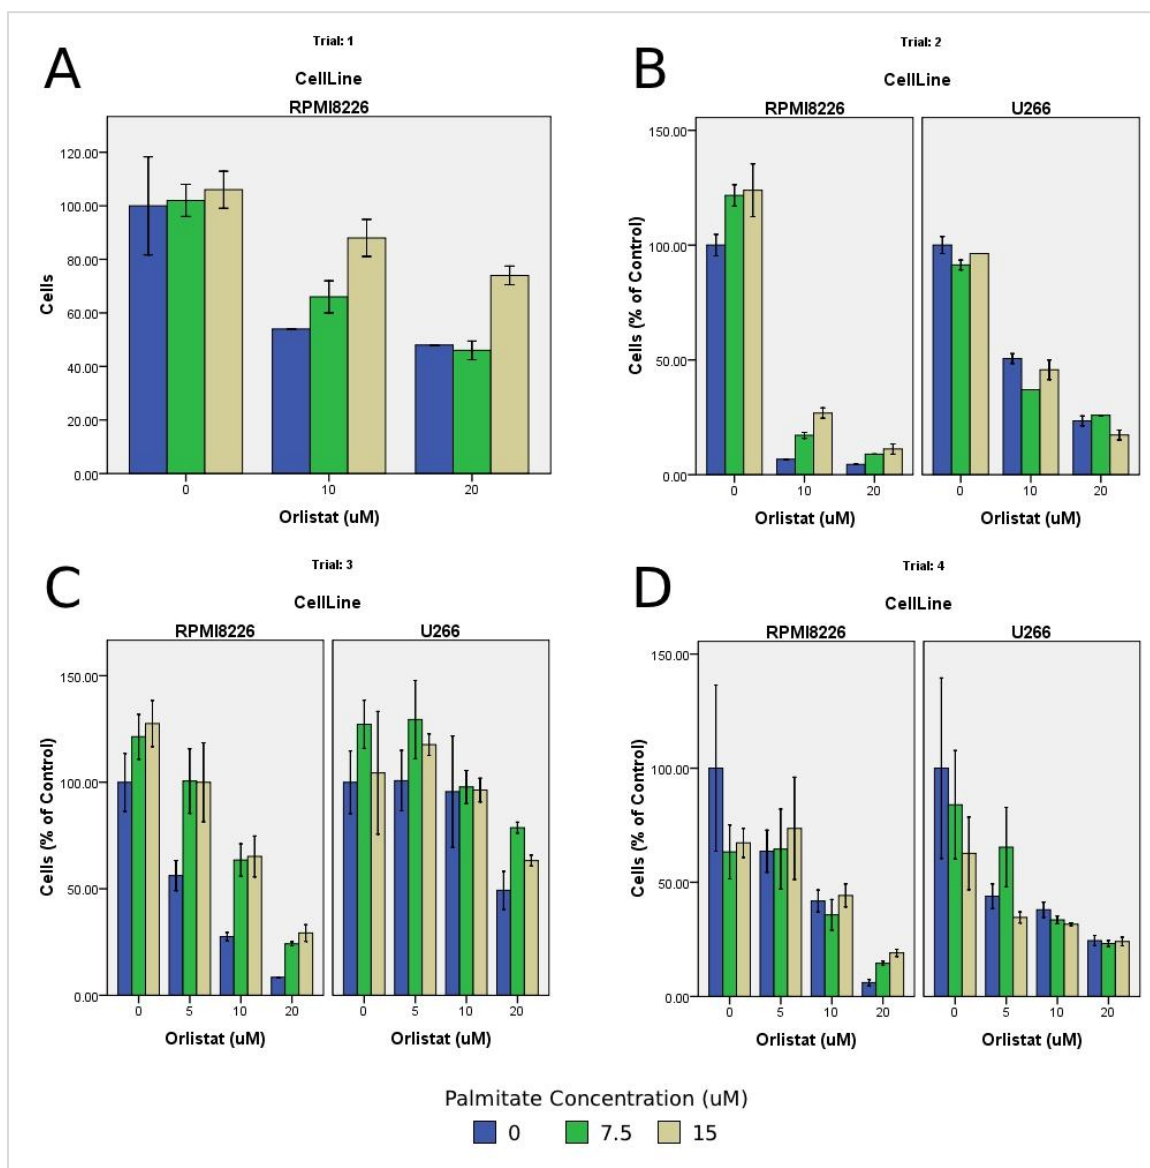 A
Trial: 1
CellLine
RPMI8226
Cells
120.00
100.00
80.00
60.00
40.00
20.00
0.00
0 10 20
Orlistat (uM)
B
Trial: 2
CellLine
RPMI8226 U266
Cells (% of Control)
150.00
100.00
50.00
0.00
0 10 20 0 10 20
Orlistat (uM) Orlistat (uM)
C
Trial: 3
CellLine
RPMI8226 U266
Cells (% of Control)
150.00
100.00
50.00
0.00
0 5 10 20 0 5 10 20
Orlistat (uM) Orlistat (uM)
D
Trial: 4
CellLine
RPMI8226 U266
Cells (% of Control)
150.00
100.00
50.00
0.00
0 5 10 20 0 5 10 20
Orlistat (uM) Orlistat (uM)
Palmitate Concentration (uM)
0 7.5 15